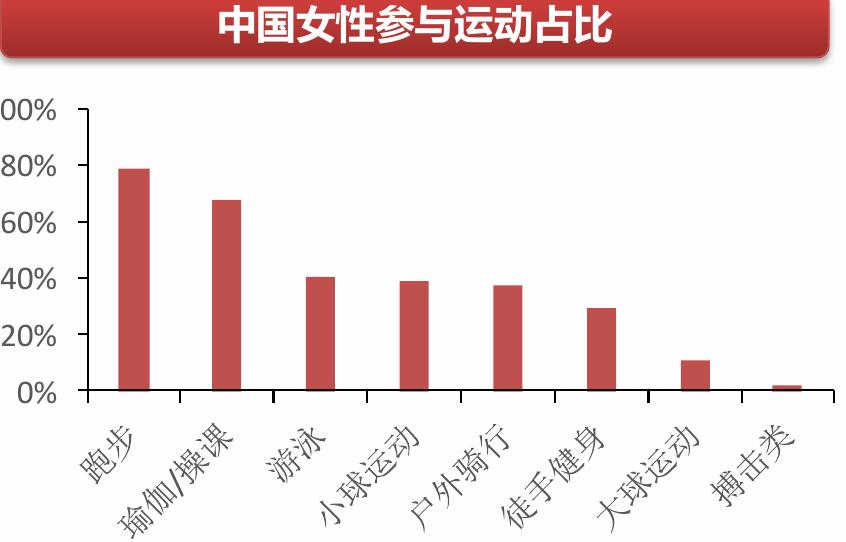 中国女性参与运动占比
00%
80%
60%
40%
20%
0%
跑步
瑜伽/操课
游泳
小球运动
户外骑行
徒手健身
大球运动
搏击类